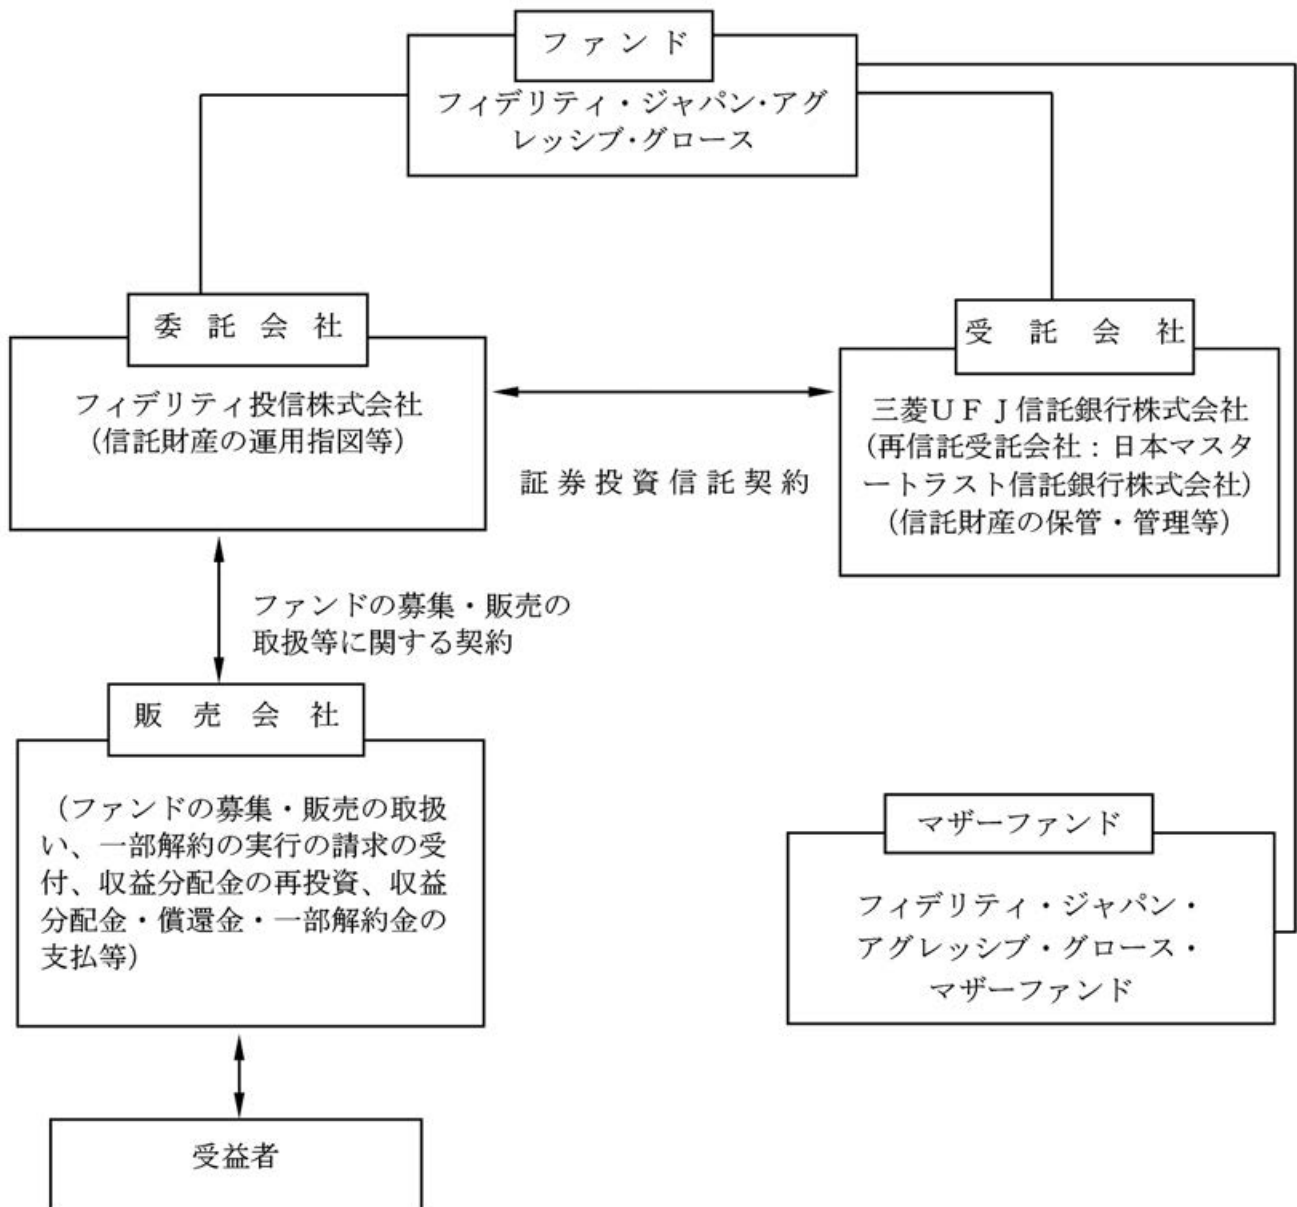 ファンド
フィデリティ・ジャパン・アグ
レッシブ・グロース
委託会社
フィデリティ投信株式会社
（信託財産の運用指図等）
証券投資信託契約
受託会社
三菱ＵＦＪ信託銀行株式会社
（再信託受託会社：日本マスタ
ートラスト信託銀行株式会社）
（信託財産の保管・管理等）
ファンドの募集・販売の
取扱等に関する契約
販売会社
（ファンドの募集・販売の取扱
い、一部解約の実行の請求の受
付、収益分配金の再投資、収益
分配金・償還金・一部解約金の
支払等）
マザーファンド
フィデリティ・ジャパン・
アグレッシブ・グロース・
マザーファンド
受益者